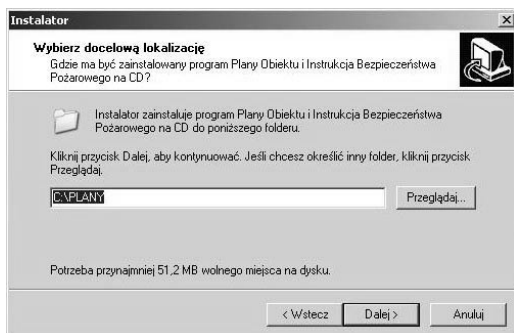 Instalator
Wybierz docelową lokalizację
Gdzie ma być zainstalowany program Plany Obiektu i Instrukcja Bezpieczeństwa
Pożarowego na CD?
Instalator zainstaluje program Plany Obiektu i Instrukcja Bezpieczeństwa
Pożarowego na CD do poniższego folderu.
Kliknij przycisk Dalej, aby kontynuować. Jeśli chcesz określić inny folder, kliknij przycisk
Przeglądaj.
C:\PLANY
Przeglądaj...
Potrzeba przynajmniej 51,2 MB wolnego miejsca na dysku.
< Wstecz Dalej > Anuluj